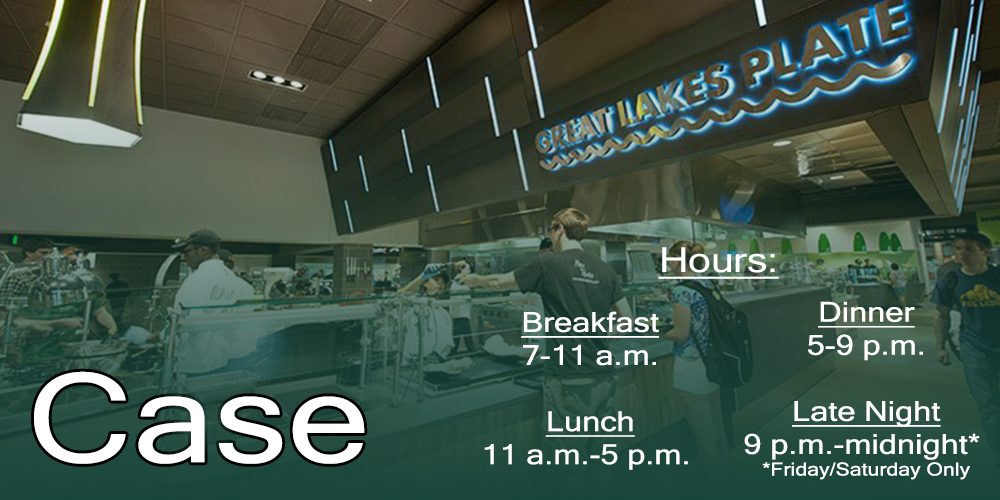 GREAT LAKES PLATE
Hours:
Breakfast
7-11 a.m.
Dinner
5-9 p.m.
Case
Lunch
11 a.m.-5 p.m.
Late Night
9 p.m.-midnight*
*Friday/Saturday Only